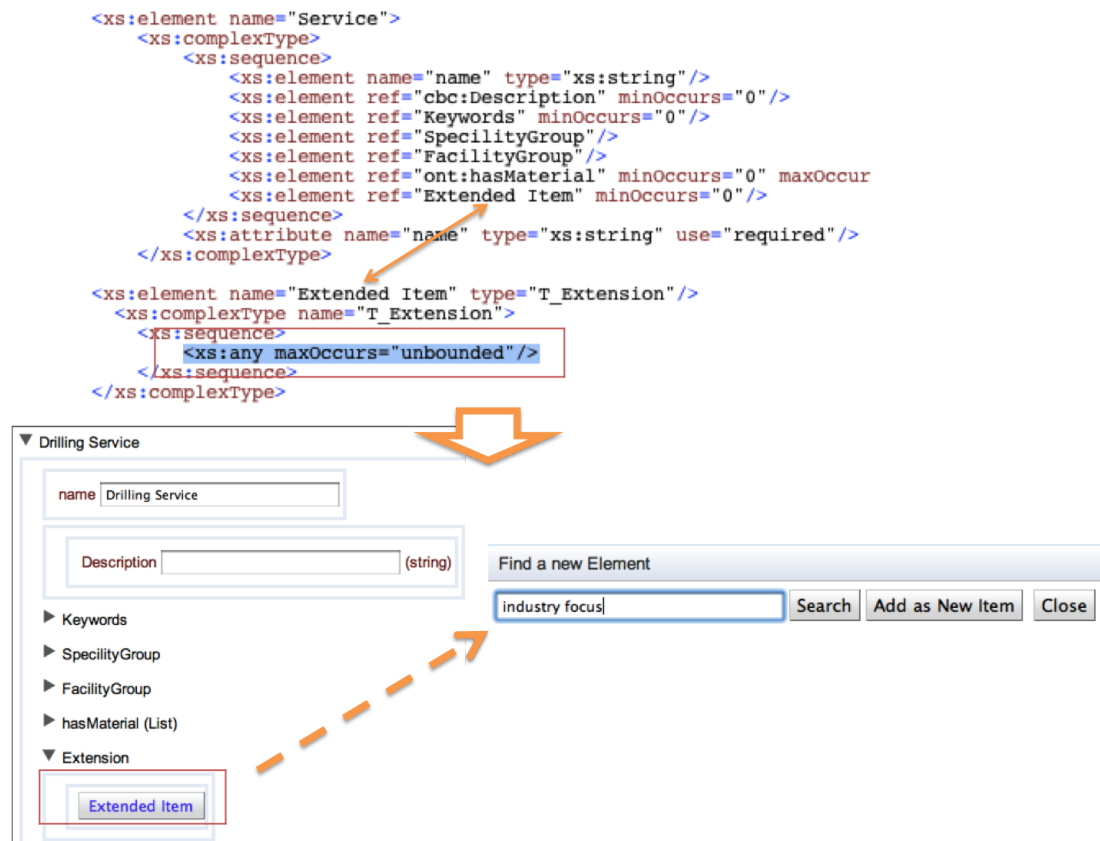 <xs:element name="Service">
<xs:complexType>
<xs:sequence>
<xs:element name="name" type="xs:string"/>
<xs:element ref="cbc:Description" minOccurs="0"/>
<xs:element ref="Keywords" minOccurs="0"/>
<xs:element ref="SpecilityGroup"/>
<xs:element ref="FacilityGroup"/>
<xs:element ref="ont:hasMaterial" minOccurs="0" maxOccur
<xs:element ref="Extended Item" minOccurs="0"/>
</xs:sequence>
<xs:attribute name="name" type="xs:string" use="required"/>
</xs:complexType>
<xs:element name="Extended Item" type="T_Extension"/>
<xs:complexType name="T_Extension">
<xs:sequence>
<xs:any maxOccurs="unbounded"/>
</xs:sequence>
</xs:complexType>
Drilling Service
name Drilling Service
Description (string)
Keywords
SpecilityGroup
FacilityGroup
hasMaterial (List)
Extension
Extended Item
Find a new Element
industry focus Search Add as New Item Close